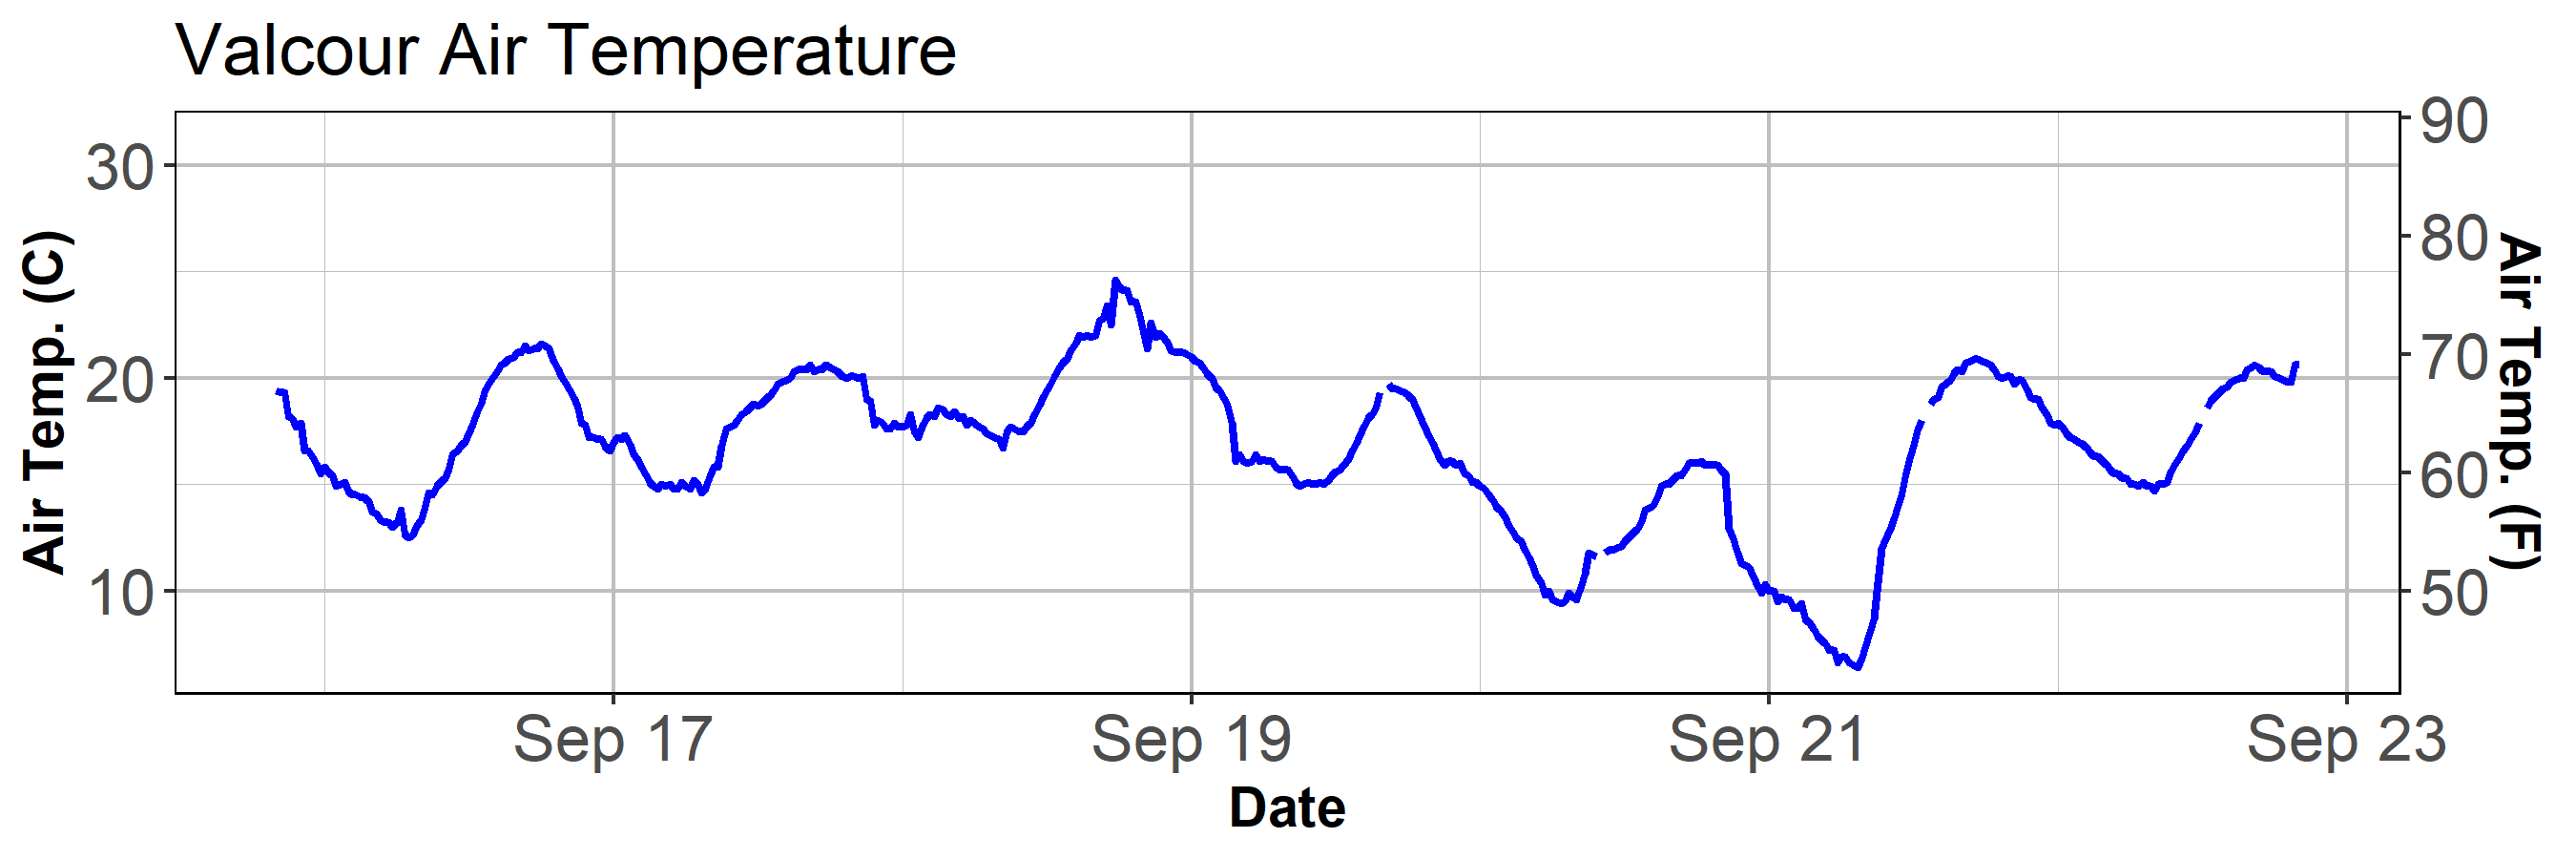 Valcour Air Temperature
Air Temp. (C)
30
20
10
90
80
70
60
50
Air Temp. (F)
Sep 17
Sep 19
Sep 21
Sep 23
Date